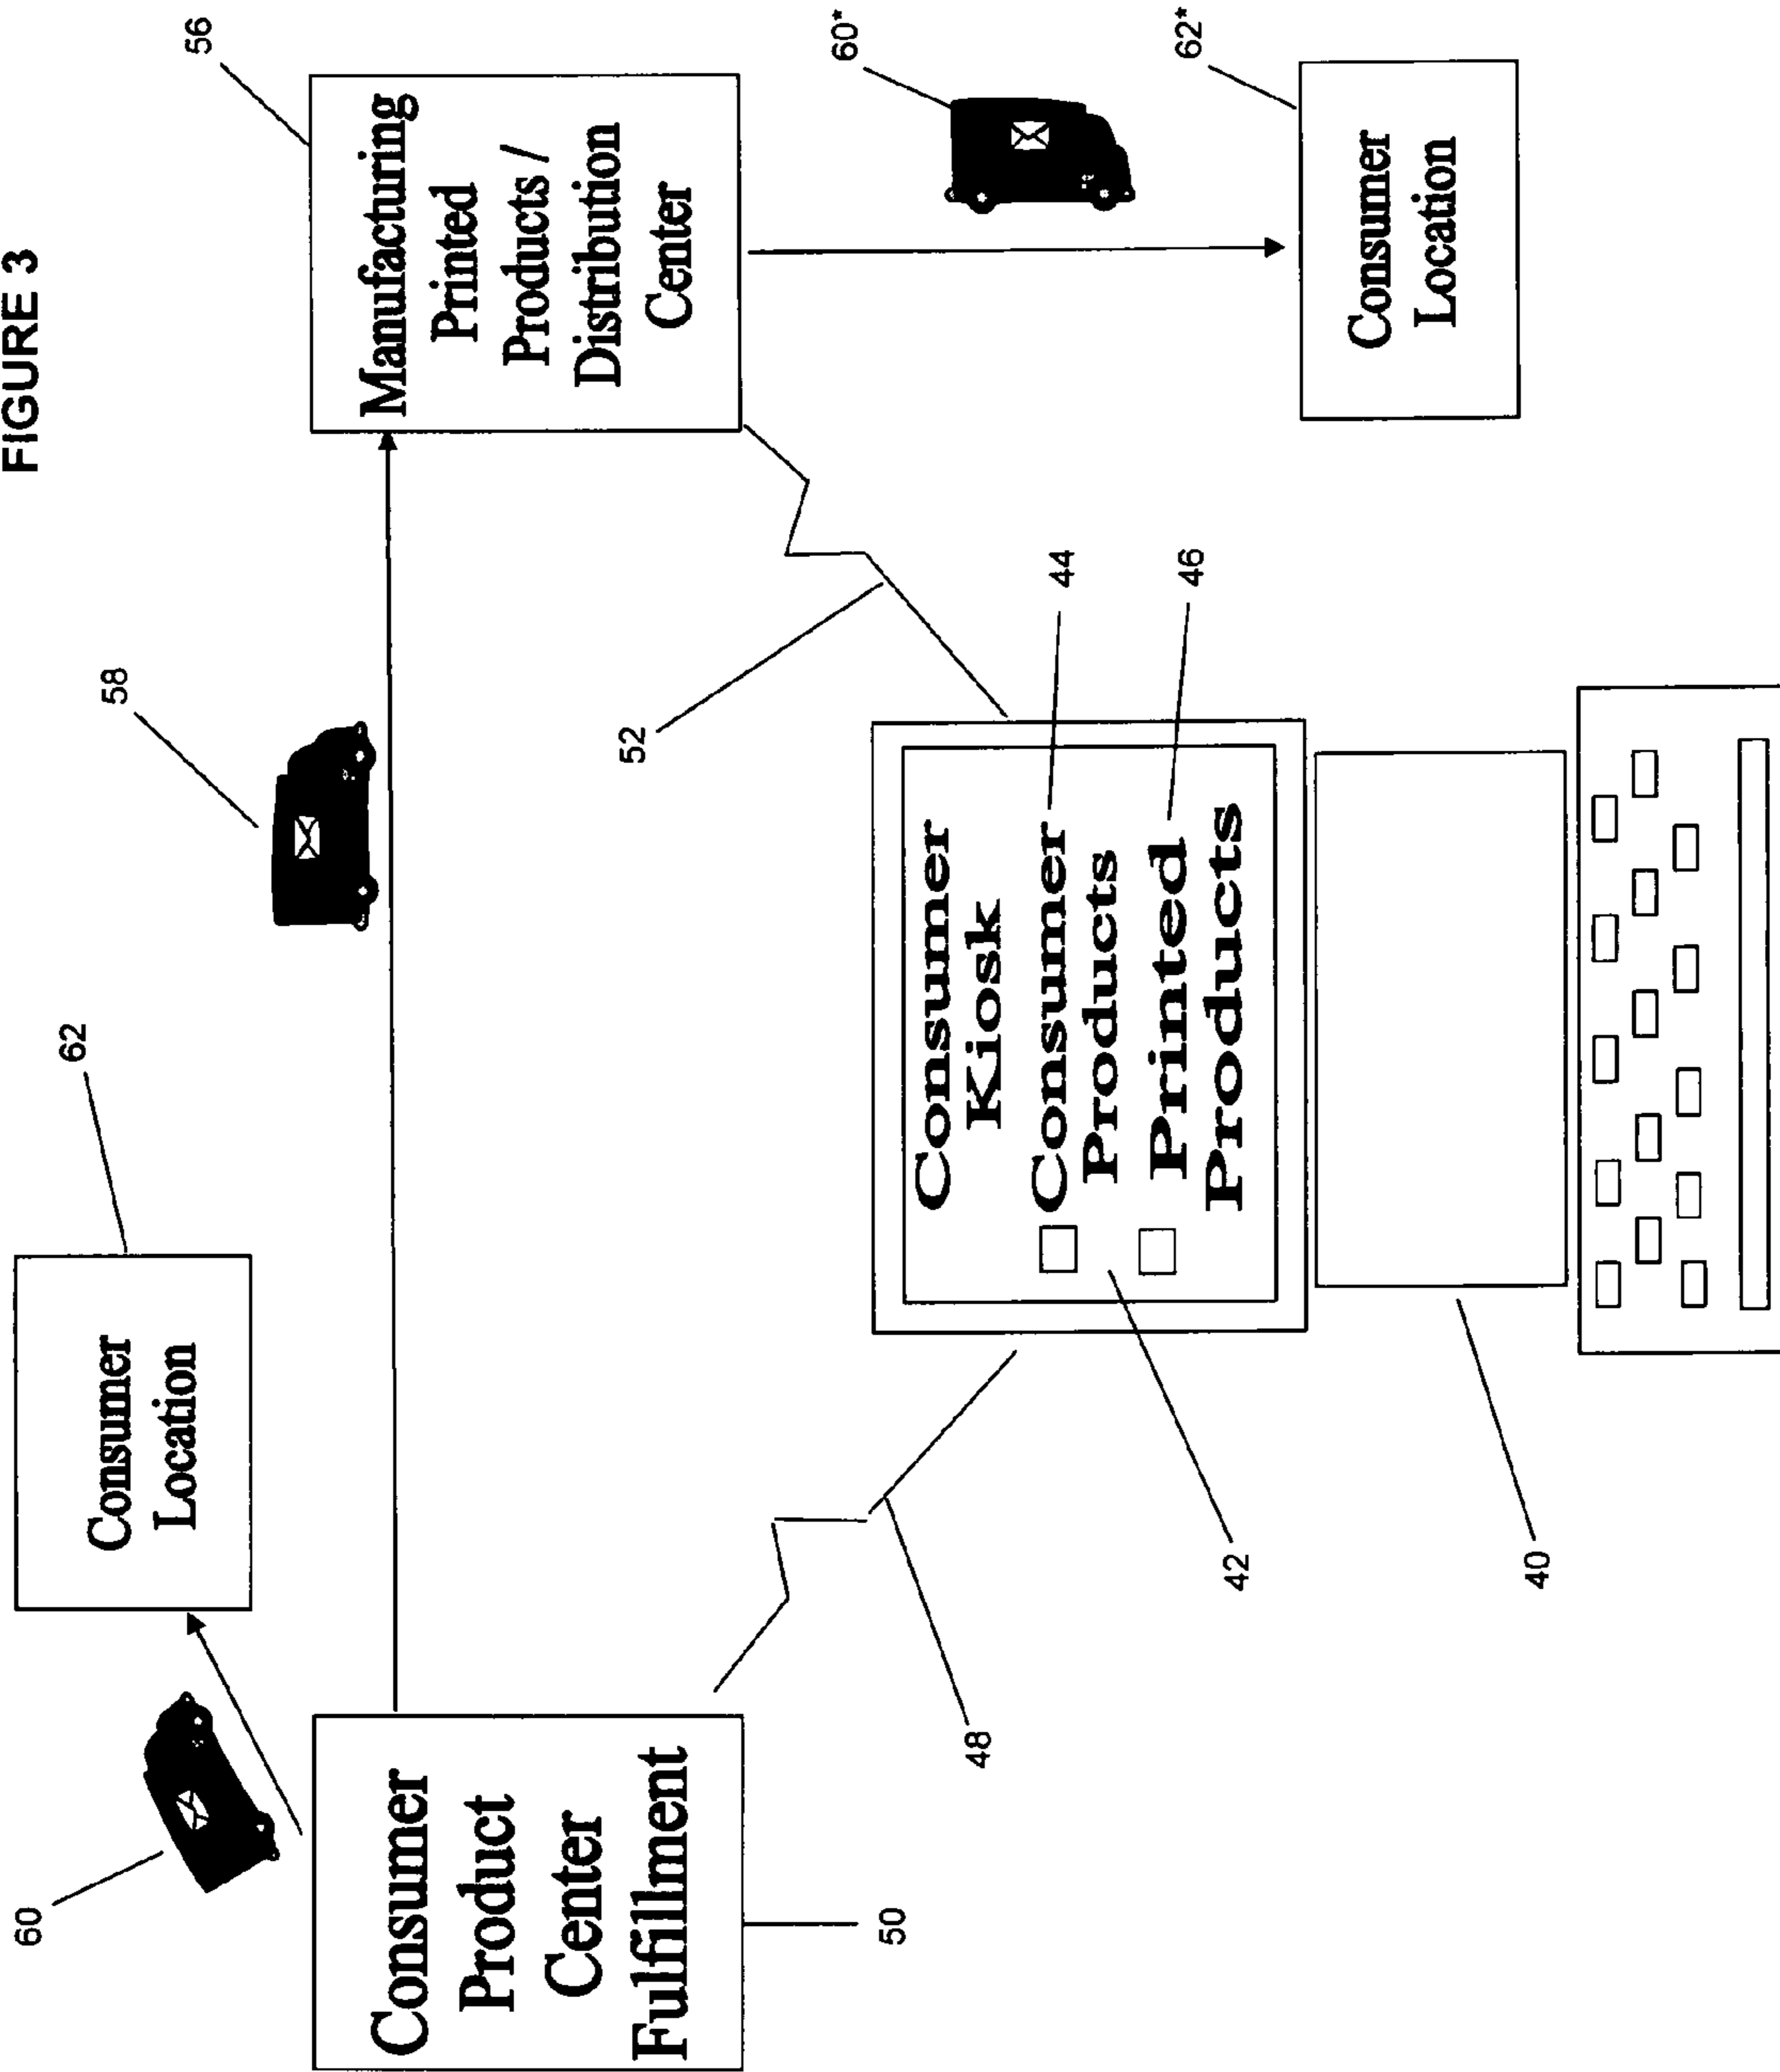 FIGURE 3
60
62
Consumer
Location
58
56
Consumer
Product
Center
Fulfillment
50
Manufacturing
Printed
Products /
Distribution
Center
48
52
60*
Consumer
Kiosk
Consumer
Products
Printed
Products
44
46
42
40
62*
Consumer
Location